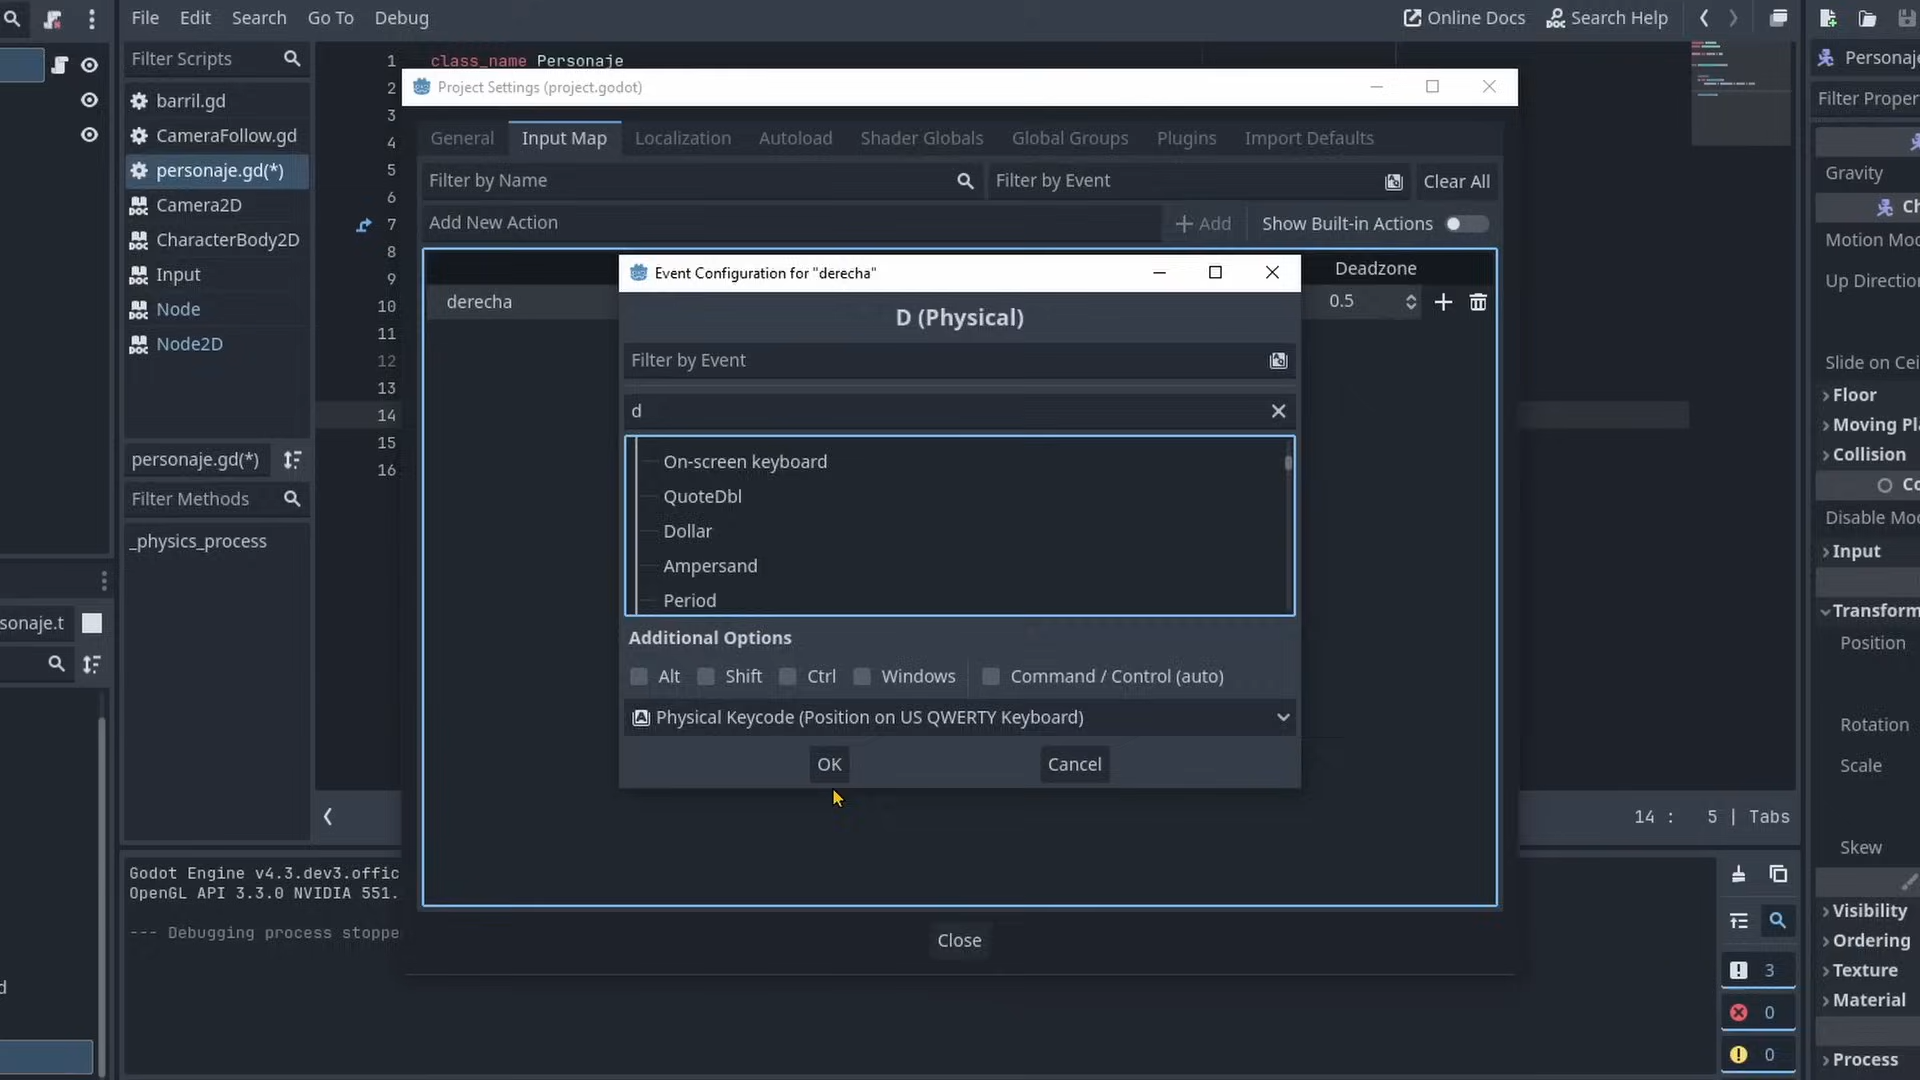 File Edit Search Go To Debug
Online Docs Search Help
Filter Scripts
barril.gd
CameraFollow.gd
personaje.gd(*)
Camera2D
CharacterBody2D
Input
Node
Node2D
personaje.gd(*)
Filter Methods
_physics_process
sonaje.t
d
1 class_name Personaje
2
3
4
5
6
7
8
9
10
11
12
13
14
15
16
Project Settings (project.godot)
General Input Map Localization Autoload Shader Globals Global Groups Plugins Import Defaults
Filter by Name Filter by Event Clear All
Add New Action Add Show Built-in Actions
Deadzone
derecha 0.5
Event Configuration for "derecha"
D (Physical)
Filter by Event
d
On-screen keyboard
QuoteDbl
Dollar
Ampersand
Period
Additional Options
Alt Shift Ctrl Windows Command / Control (auto)
Physical Keycode (Position on US QWERTY Keyboard)
OK Cancel
Close
14 : 5 | Tabs
Godot Engine v4.3.dev3.offic
OpenGL API 3.3.0 NVIDIA 551.
--- Debugging process stoppe
3
0
0
Personaje
Filter Proper
Gravity
Ch
Motion Mod
Up Direction
Slide on Cei
Floor
Moving Pla
Collision
Co
Disable Mod
Input
Transform
Position
Rotation
Scale
Skew
Visibility
Ordering
Texture
Material
Process